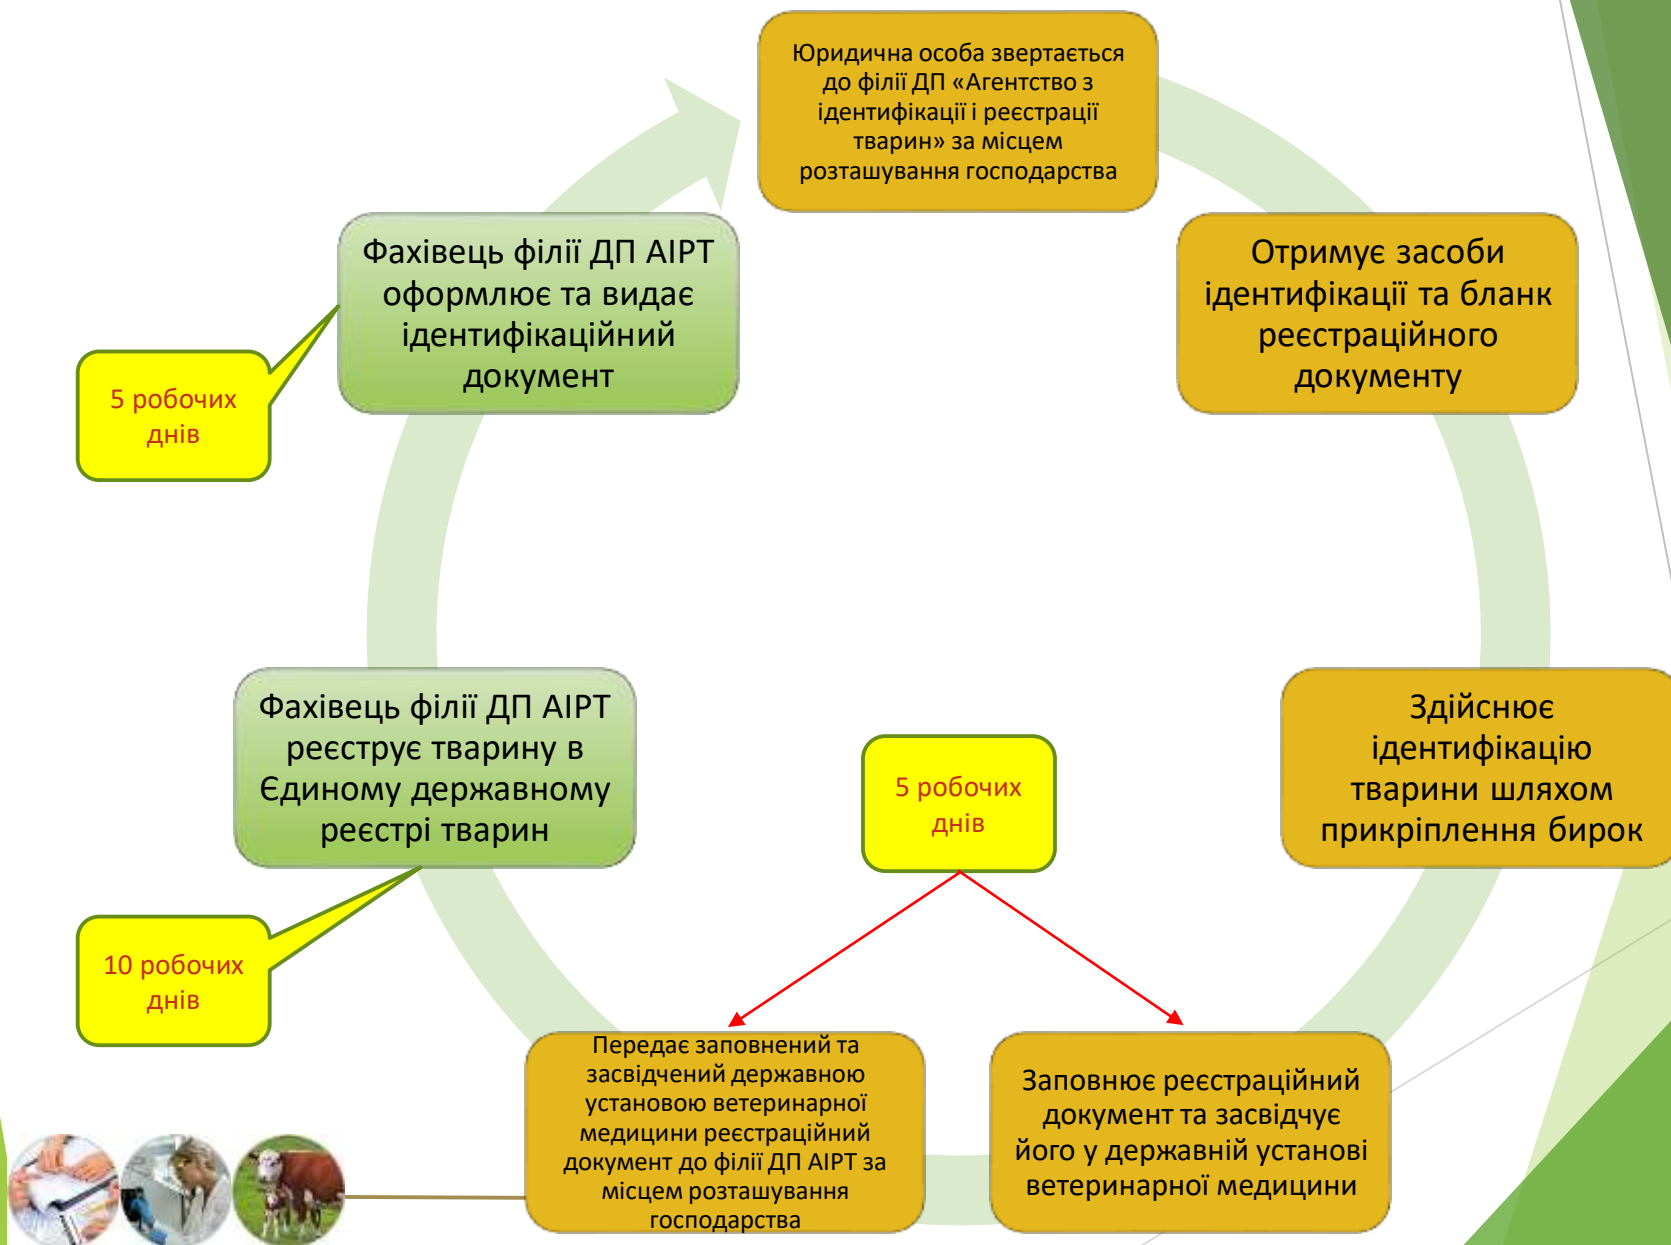 Юридична особа звертається
до філії ДП «Агентство з
ідентифікації і реєстрації
тварин» за місцем
розташування господарства
Отримує засоби
ідентифікації та бланк
реєстраційного
документу
Здійснює
ідентифікацію
тварини шляхом
прикріплення бирок
5 робочих
днів
Заповнює реєстраційний
документ та засвідчує
його у державній установі
ветеринарної медицини
Передає заповнений та
засвідчений державною
установою ветеринарної
медицини реєстраційний
документ до філії ДП АІРТ за
місцем розташування
господарства
Фахівець філії ДП АІРТ
реєструє тварину в
Єдиному державному
реєстрі тварин
10 робочих
днів
Фахівець філії ДП АІРТ
оформлює та видає
ідентифікаційний
документ
5 робочих
днів